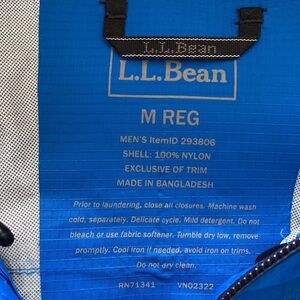 L.L.Bean
L.L.Bean
M REG
MEN'S ItemID 293806
SHELL: 100% NYLON
EXCLUSIVE OF TRIM
MADE IN BANGLADESH
Prior to laundering, close all closures. Machine wash
cold, separately. Delicate cycle. Mild detergent. Do not
bleach or use fabric softener. Tumble dry low, remove
promptly. Cool iron if needed, avoid iron on trims.
Do not dry clean.
RN71341 VN02322